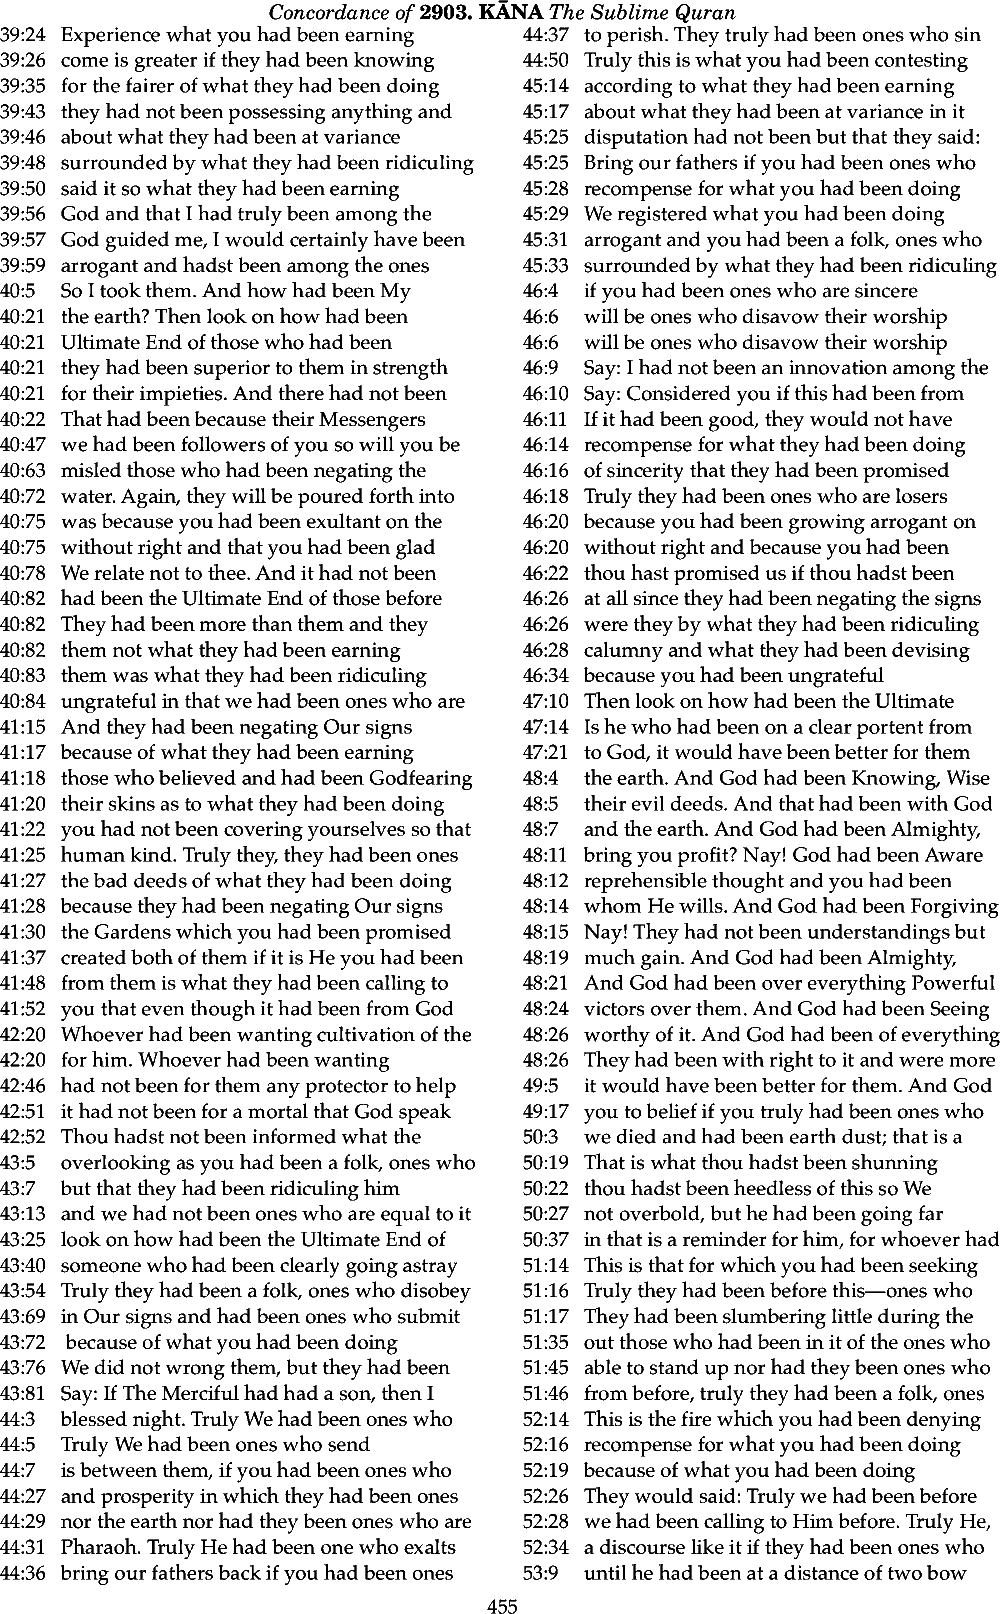 Concordance of 2903. KĀNA The Sublime Quran
39:24 Experience what you had been earning
39:26 come is greater if they had been knowing
39:35 for the fairer of what they had been doing
39:43 they had not been possessing anything and
39:46 about what they had been at variance
39:48 surrounded by what they had been ridiculing
39:50 said it so what they had been earning
39:56 God and that I had truly been among the
39:57 God guided me, I would certainly have been
39:59 arrogant and hadst been among the ones
40:5 So I took them. And how had been My
40:21 the earth? Then look on how had been
40:21 Ultimate End of those who had been
40:21 they had been superior to them in strength
40:21 for their impieties. And there had not been
40:22 That had been because their Messengers
40:47 we had been followers of you so will you be
40:63 misled those who had been negating the
40:72 water. Again, they will be poured forth into
40:75 was because you had been exultant on the
40:75 without right and that you had been glad
40:78 We relate not to thee. And it had not been
40:82 had been the Ultimate End of those before
40:82 They had been more than them and they
40:82 them not what they had been earning
40:83 them was what they had been ridiculing
40:84 ungrateful in that we had been ones who are
41:15 And they had been negating Our signs
41:17 because of what they had been earning
41:18 those who believed and had been Godfearing
41:20 their skins as to what they had been doing
41:22 you had not been covering yourselves so that
41:25 human kind. Truly they, they had been ones
41:27 the bad deeds of what they had been doing
41:28 because they had been negating Our signs
41:30 the Gardens which you had been promised
41:37 created both of them if it is He you had been
41:48 from them is what they had been calling to
41:52 you that even though it had been from God
42:20 Whoever had been wanting cultivation of the
42:20 for him. Whoever had been wanting
42:46 had not been for them any protector to help
42:51 it had not been for a mortal that God speak
42:52 Thou hadst not been informed what the
43:5 overlooking as you had been a folk, ones who
43:7 but that they had been ridiculing him
43:13 and we had not been ones who are equal to it
43:25 look on how had been the Ultimate End of
43:40 someone who had been clearly going astray
43:54 Truly they had been a folk, ones who disobey
43:69 in Our signs and had been ones who submit
43:72 because of what you had been doing
43:76 We did not wrong them, but they had been
43:81 Say: If The Merciful had had a son, then I
44:3 blessed night. Truly We had been ones who
44:5 Truly We had been ones who send
44:7 is between them, if you had been ones who
44:27 and prosperity in which they had been ones
44:29 nor the earth nor had they been ones who are
44:31 Pharaoh. Truly He had been one who exalts
44:36 bring our fathers back if you had been ones
44:37 to perish. They truly had been ones who sin
44:50 Truly this is what you had been contesting
45:14 according to what they had been earning
45:17 about what they had been at variance in it
45:25 disputation had not been but that they said:
45:25 Bring our fathers if you had been ones who
45:28 recompense for what you had been doing
45:29 We registered what you had been doing
45:31 arrogant and you had been a folk, ones who
45:33 surrounded by what they had been ridiculing
46:4 if you had been ones who are sincere
46:6 will be ones who disavow their worship
46:6 will be ones who disavow their worship
46:9 Say: I had not been an innovation among the
46:10 Say: Considered you if this had been from
46:11 If it had been good, they would not have
46:14 recompense for what they had been doing
46:16 of sincerity that they had been promised
46:18 Truly they had been ones who are losers
46:20 because you had been growing arrogant on
46:20 without right and because you had been
46:22 thou hast promised us if thou hadst been
46:26 at all since they had been negating the signs
46:26 were they by what they had been ridiculing
46:28 calumny and what they had been devising
46:34 because you had been ungrateful
47:10 Then look on how had been the Ultimate
47:14 Is he who had been on a clear portent from
47:21 to God, it would have been better for them
48:4 the earth. And God had been Knowing, Wise
48:5 their evil deeds. And that had been with God
48:7 and the earth. And God had been Almighty,
48:11 bring you profit? Nay! God had been Aware
48:12 reprehensible thought and you had been
48:14 whom He wills. And God had been Forgiving
48:15 Nay! They had not been understandings but
48:19 much gain. And God had been Almighty,
48:21 And God had been over everything Powerful
48:24 victors over them. And God had been Seeing
48:26 worthy of it. And God had been of everything
48:26 They had been with right to it and were more
49:5 it would have been better for them. And God
49:17 you to belief if you truly had been ones who
50:3 we died and had been earth dust; that is a
50:19 That is what thou hadst been shunning
50:22 thou hadst been heedless of this so We
50:27 not overbold, but he had been going far
50:37 in that is a reminder for him, for whoever had
51:14 This is that for which you had been seeking
51:16 Truly they had been before this—ones who
51:17 They had been slumbering little during the
51:35 out those who had been in it of the ones who
51:45 able to stand up nor had they been ones who
51:46 from before, truly they had been a folk, ones
52:14 This is the fire which you had been denying
52:16 recompense for what you had been doing
52:19 because of what you had been doing
52:26 They would said: Truly we had been before
52:28 we had been calling to Him before. Truly He,
52:34 a discourse like it if they had been ones who
53:9 until he had been at a distance of two bow
455